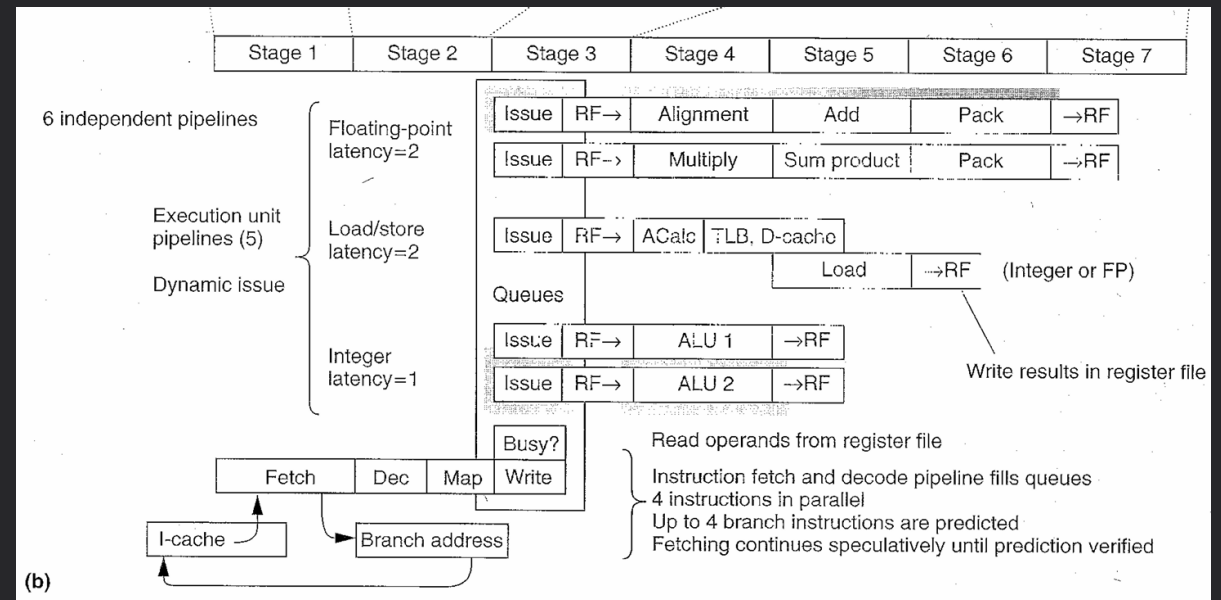 Stage 1 Stage 2 Stage 3 Stage 4 Stage 5 Stage 6 Stage 7
6 independent pipelines
Floating-point
latency=2
Issue RF→ Alignment Add Pack →RF
Issue RF→ Multiply Sum product Pack →RF
Execution unit
pipelines (5)
Dynamic issue
Load/store
latency=2
Issue RF→ ACalc TLB, D-cache
Load →RF (Integer or FP)
Queues
Integer
latency=1
Issue RF→ ALU 1 →RF
Issue RF→ ALU 2 →RF
Write results in register file
Busy?
Fetch Dec Map Write
I-cache
Branch address
Read operands from register file
Instruction fetch and decode pipeline fills queues
4 instructions in parallel
Up to 4 branch instructions are predicted
Fetching continues speculatively until prediction verified
(b)